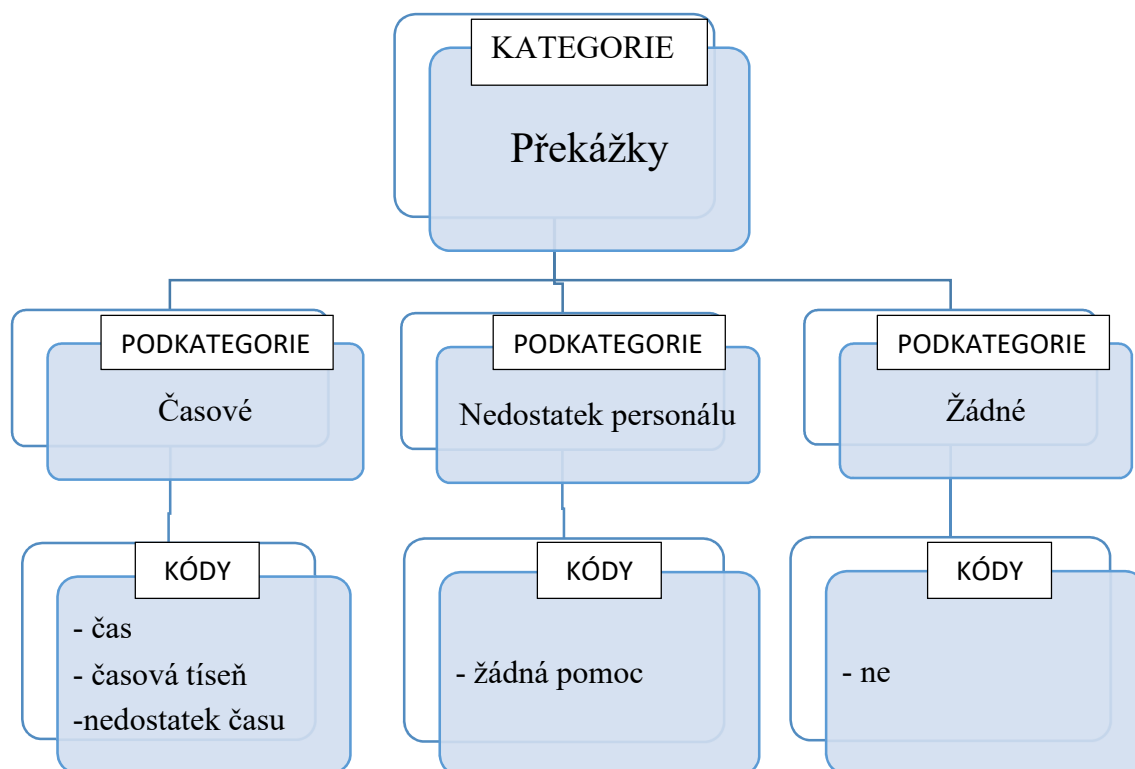 KATEGORIE
Překážky
PODKATEGORIE
Časové
PODKATEGORIE
Nedostatek personálu
PODKATEGORIE
Žádné
KÓDY
- čas
- časová tíseň
-nedostatek času
KÓDY
- žádná pomoc
KÓDY
- ne